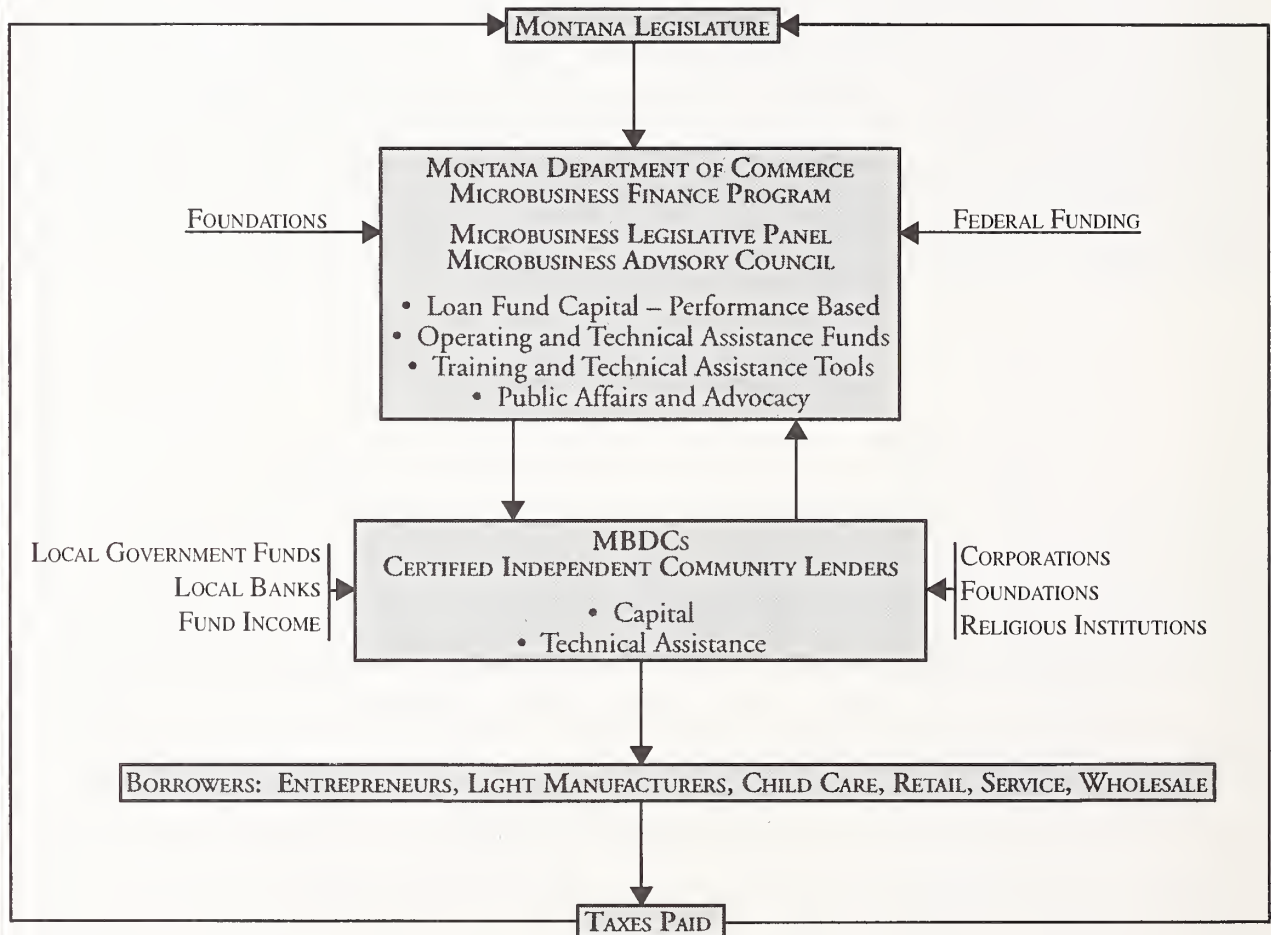 MONTANA LEGISLATURE
MONTANA DEPARTMENT OF COMMERCE
MICROBUSINESS FINANCE PROGRAM
MICROBUSINESS LEGISLATIVE PANEL
MICROBUSINESS ADVISORY COUNCIL
• Loan Fund Capital – Performance Based
• Operating and Technical Assistance Funds
• Training and Technical Assistance Tools
• Public Affairs and Advocacy
FOUNDATIONS
FEDERAL FUNDING
MBDCs
CERTIFIED INDEPENDENT COMMUNITY LENDERS
• Capital
• Technical Assistance
LOCAL GOVERNMENT FUNDS
LOCAL BANKS
FUND INCOME
CORPORATIONS
FOUNDATIONS
RELIGIOUS INSTITUTIONS
BORROWERS: ENTREPRENEURS, LIGHT MANUFACTURERS, CHILD CARE, RETAIL, SERVICE, WHOLESALE
TAXES PAID